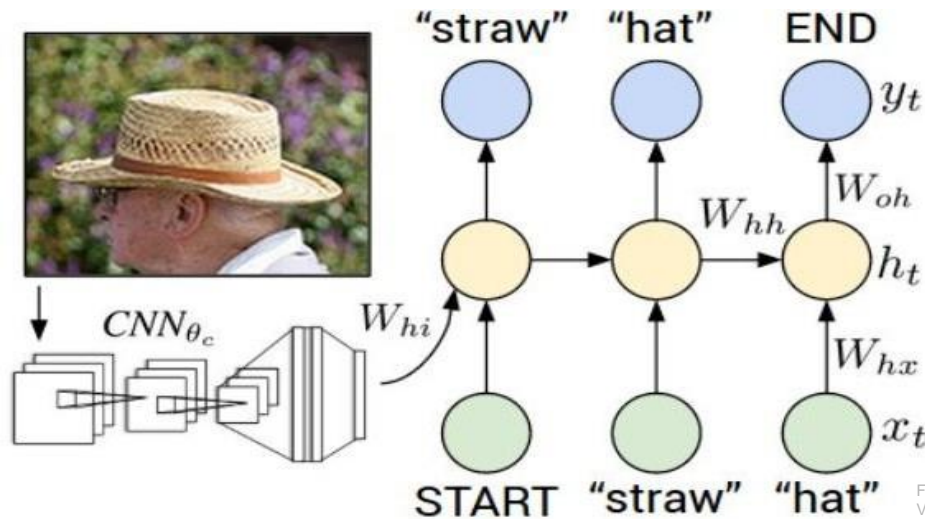 “straw” “hat” END
y_t
W_oh
W_hh
h_t
CNN_θc
W_hi
W_hx
x_t
START “straw” “hat”
F
V